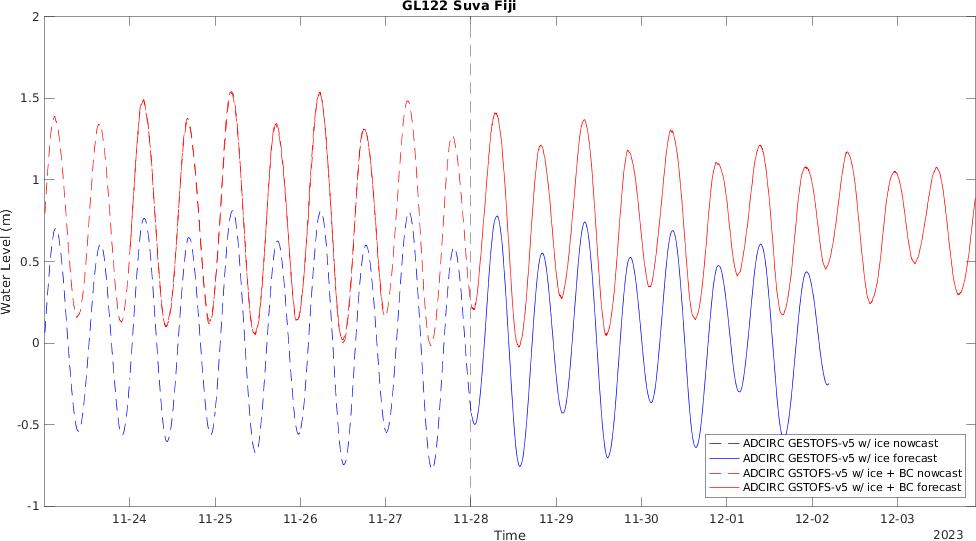 GL122 Suva Fiji
2
1.5
1
0.5
0
-0.5
-1
Water Level (m)
ADCIRC GESTOFS-v5 w/ ice nowcast
ADCIRC GESTOFS-v5 w/ ice forecast
ADCIRC GSTOFS-v5 w/ ice + BC nowcast
ADCIRC GSTOFS-v5 w/ ice + BC forecast
11-24 11-25 11-26 11-27 11-28 11-29 11-30 12-01 12-02 12-03
Time
2023